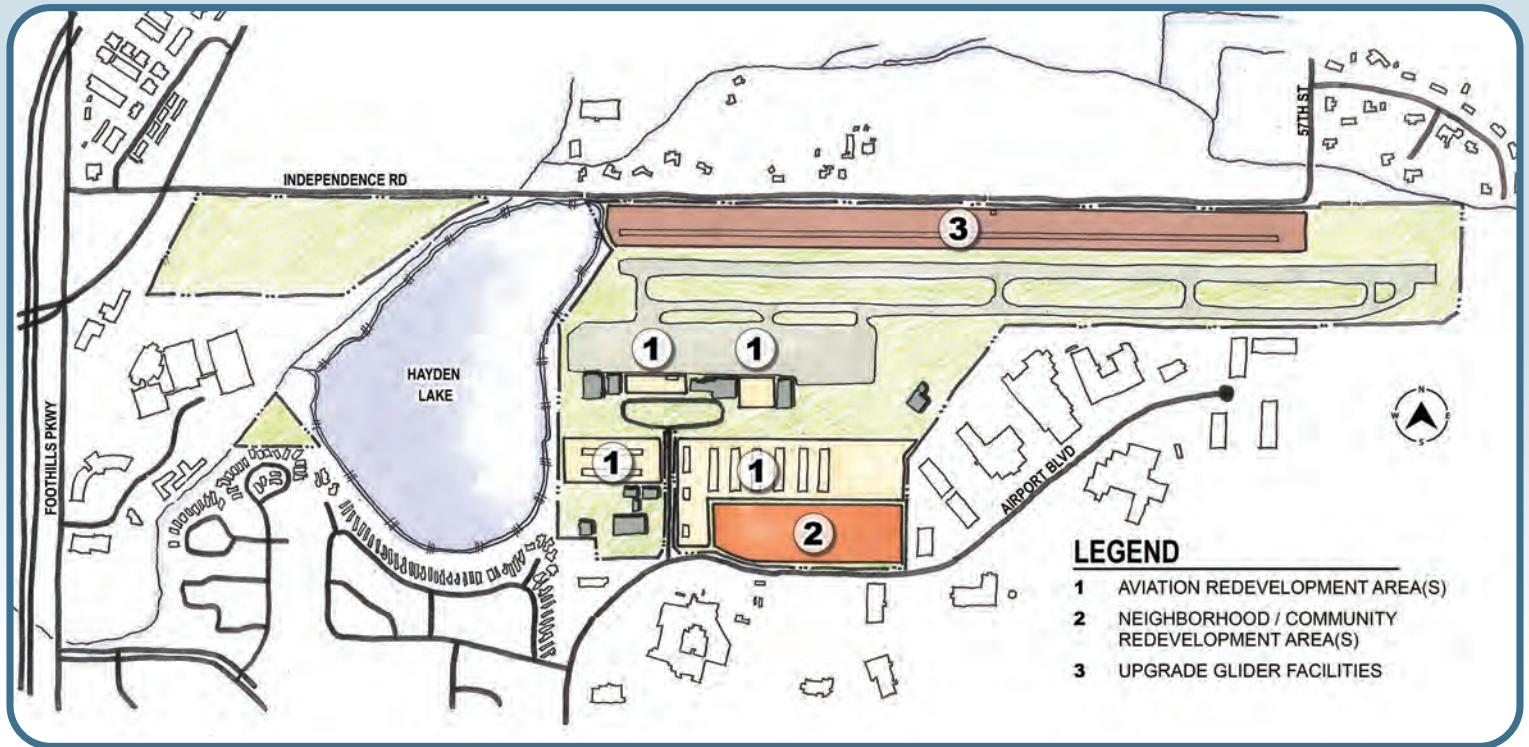 57TH ST
INDEPENDENCE RD
3
1
1
HAYDEN
LAKE
N
W
E
S
FOOTHILLS PKWY
1
1
AIRPORT BLVD
2
LEGEND
1 AVIATION REDEVELOPMENT AREA(S)
2 NEIGHBORHOOD / COMMUNITY
REDEVELOPMENT AREA(S)
3 UPGRADE GLIDER FACILITIES